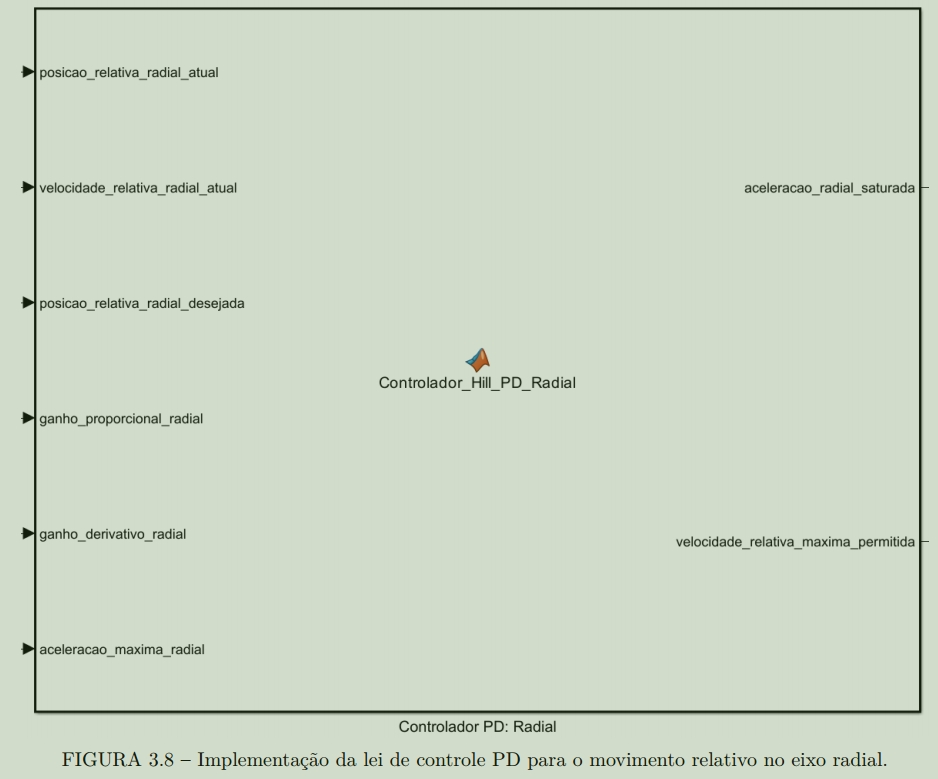 posicao_relativa_radial_atual
velocidade_relativa_radial_atual
aceleracao_radial_saturada
posicao_relativa_radial_desejada
Controlador_Hill_PD_Radial
ganho_proporcional_radial
ganho_derivativo_radial
velocidade_relativa_maxima_permitida
aceleracao_maxima_radial
Controlador PD: Radial
FIGURA 3.8 – Implementação da lei de controle PD para o movimento relativo no eixo radial.